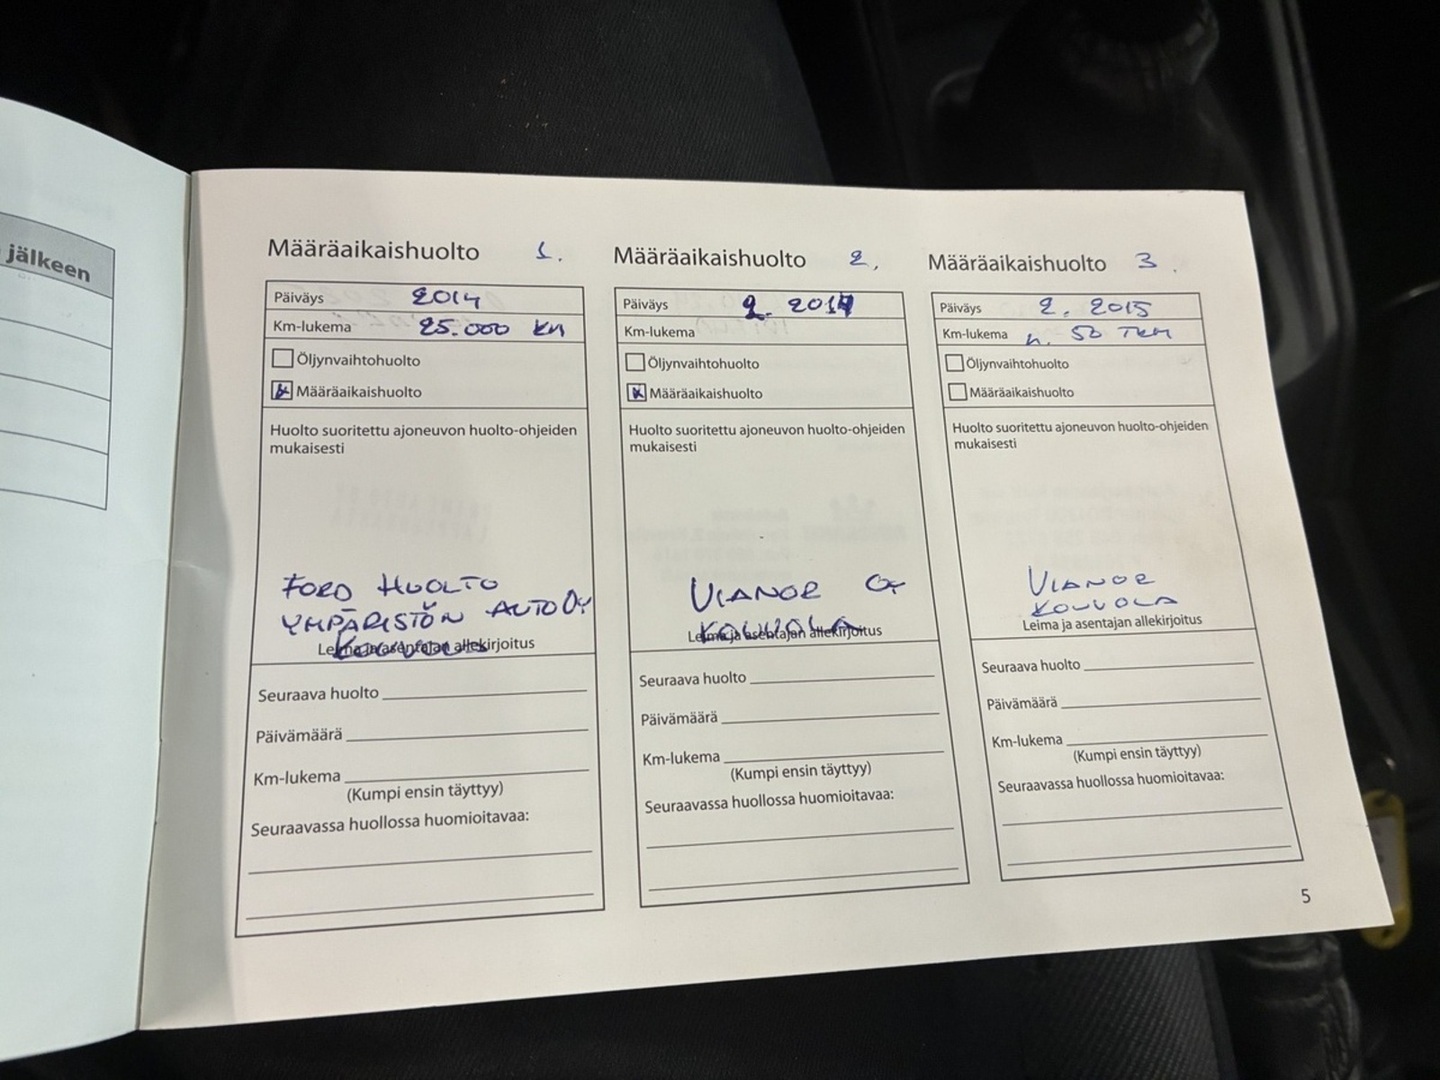 jälkeen
Määräaikaishuolto 1.
Päiväys 2014
Km-lukema 25.000 km
Öljynvaihtohuolto
x Määräaikaishuolto
Huolto suoritettu ajoneuvon huolto-ohjeiden
mukaisesti
FORD HUOLTO
YMPÄRISTÖN AUTO OY
KOUVOLA
Leima ja asentajan allekirjoitus
Seuraava huolto
Päivämäärä
Km-lukema
(Kumpi ensin täyttyy)
Seuraavassa huollossa huomioitavaa:
Määräaikaishuolto 2.
Päiväys 2. 2014
Km-lukema
Öljynvaihtohuolto
x Määräaikaishuolto
Huolto suoritettu ajoneuvon huolto-ohjeiden
mukaisesti
VIANOR OY
KOUVOLA
Leima ja asentajan allekirjoitus
Seuraava huolto
Päivämäärä
Km-lukema
(Kumpi ensin täyttyy)
Seuraavassa huollossa huomioitavaa:
Määräaikaishuolto 3.
Päiväys 2. 2015
Km-lukema n. 50 TKM
Öljynvaihtohuolto
Määräaikaishuolto
Huolto suoritettu ajoneuvon huolto-ohjeiden
mukaisesti
VIANOR
KOUVOLA
Leima ja asentajan allekirjoitus
Seuraava huolto
Päivämäärä
Km-lukema
(Kumpi ensin täyttyy)
Seuraavassa huollossa huomioitavaa:
5